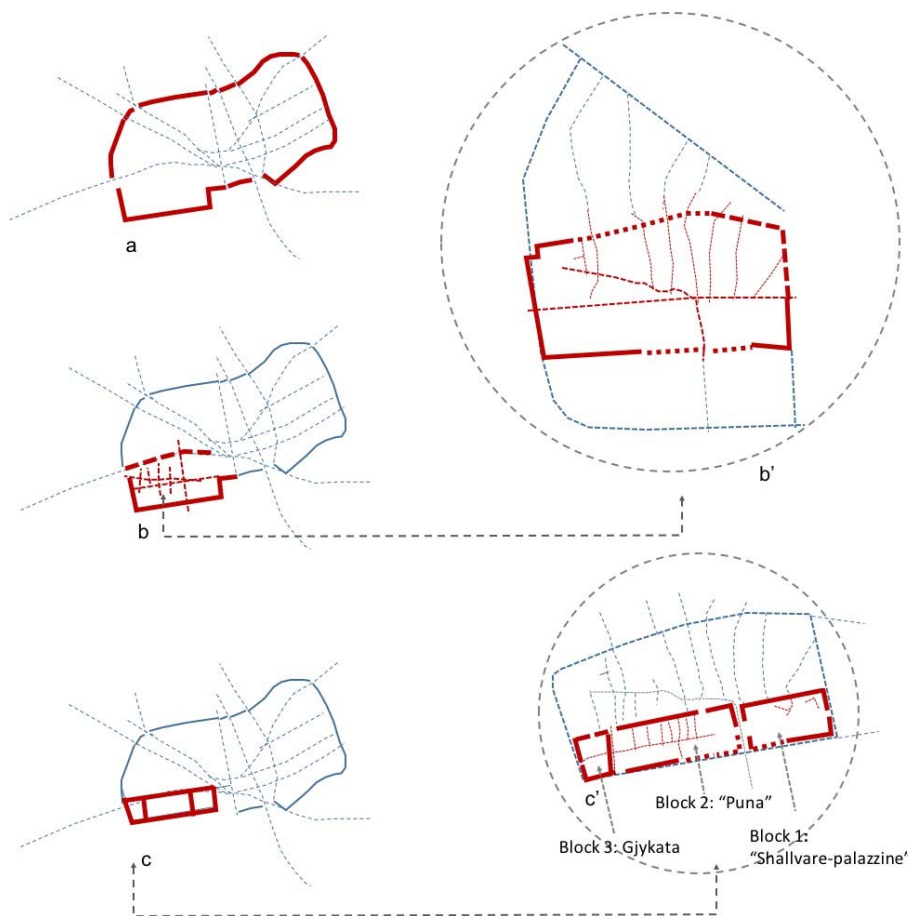 a
b
b'
c
c'
Block 2: “Puna”
Block 3: Gjykata
Block 1:
“Shallvare-palazzine”